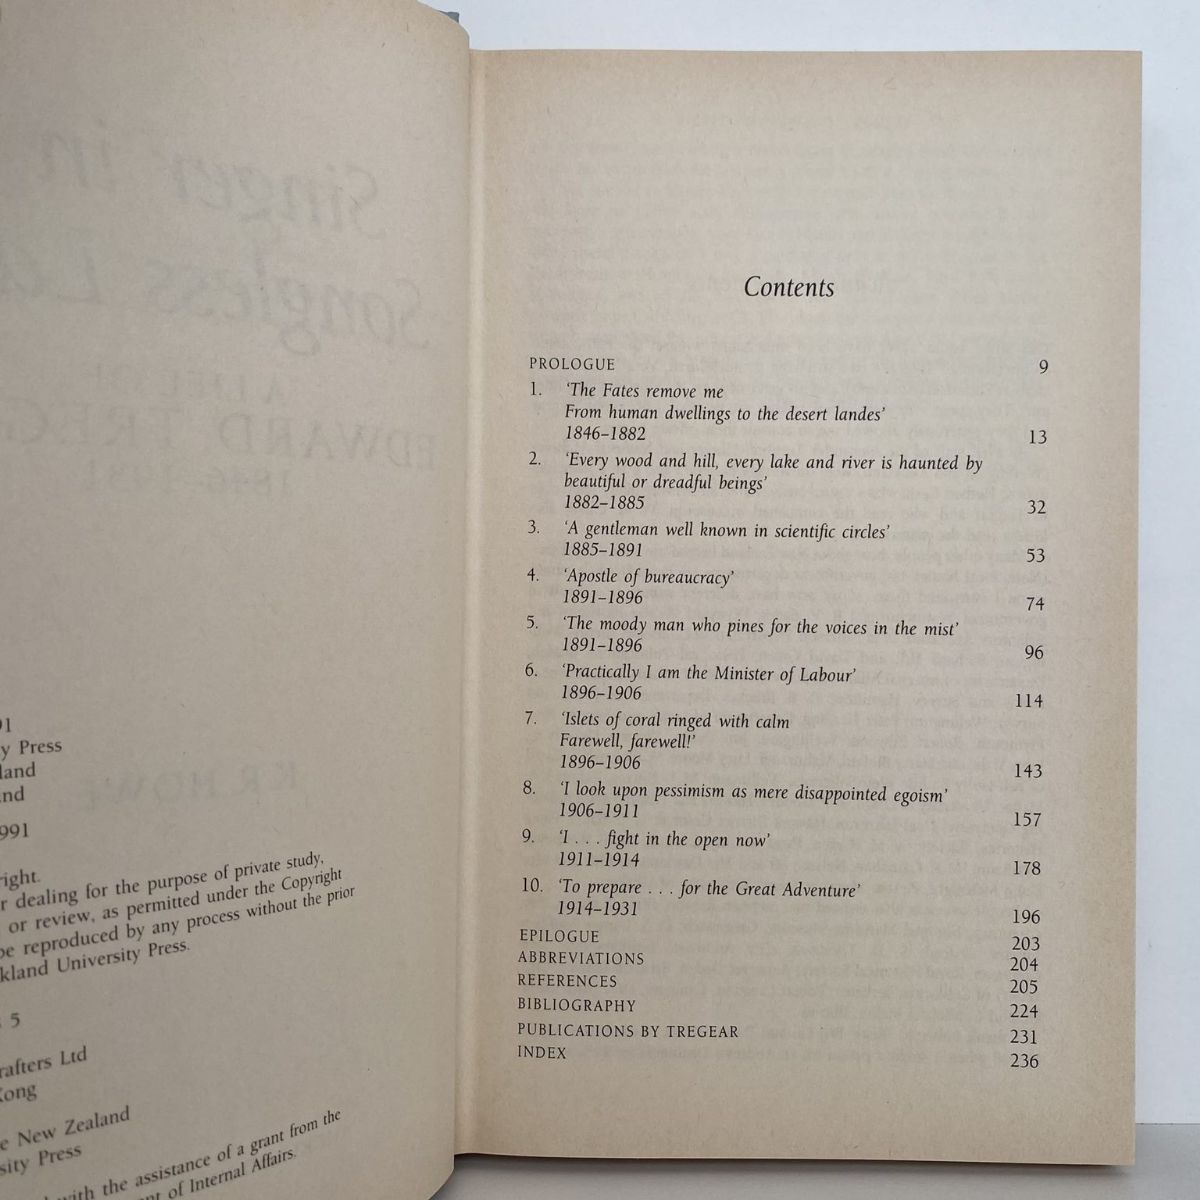 91
y Press
land
nd
991
right.
r dealing for the purpose of private study,
or review, as permitted under the Copyright
be reproduced by any process without the prior
kland University Press.
5
rafters Ltd
Kong
e New Zealand
sity Press
with the assistance of a grant from the
nt of Internal Affairs.
Contents
PROLOGUE 9
1. ‘The Fates remove me
From human dwellings to the desert landes’
1846–1882 13
2. ‘Every wood and hill, every lake and river is haunted by
beautiful or dreadful beings’
1882–1885 32
3. ‘A gentleman well known in scientific circles’
1885–1891 53
4. ‘Apostle of bureaucracy’
1891–1896 74
5. ‘The moody man who pines for the voices in the mist’
1891–1896 96
6. ‘Practically I am the Minister of Labour’
1896–1906 114
7. ‘Islets of coral ringed with calm
Farewell, farewell!’
1896–1906 143
8. ‘I look upon pessimism as mere disappointed egoism’
1906–1911 157
9. ‘I . . . fight in the open now’
1911–1914 178
10. ‘To prepare . . . for the Great Adventure’
1914–1931 196
EPILOGUE 203
ABBREVIATIONS 204
REFERENCES 205
BIBLIOGRAPHY 224
PUBLICATIONS BY TREGEAR 231
INDEX 236